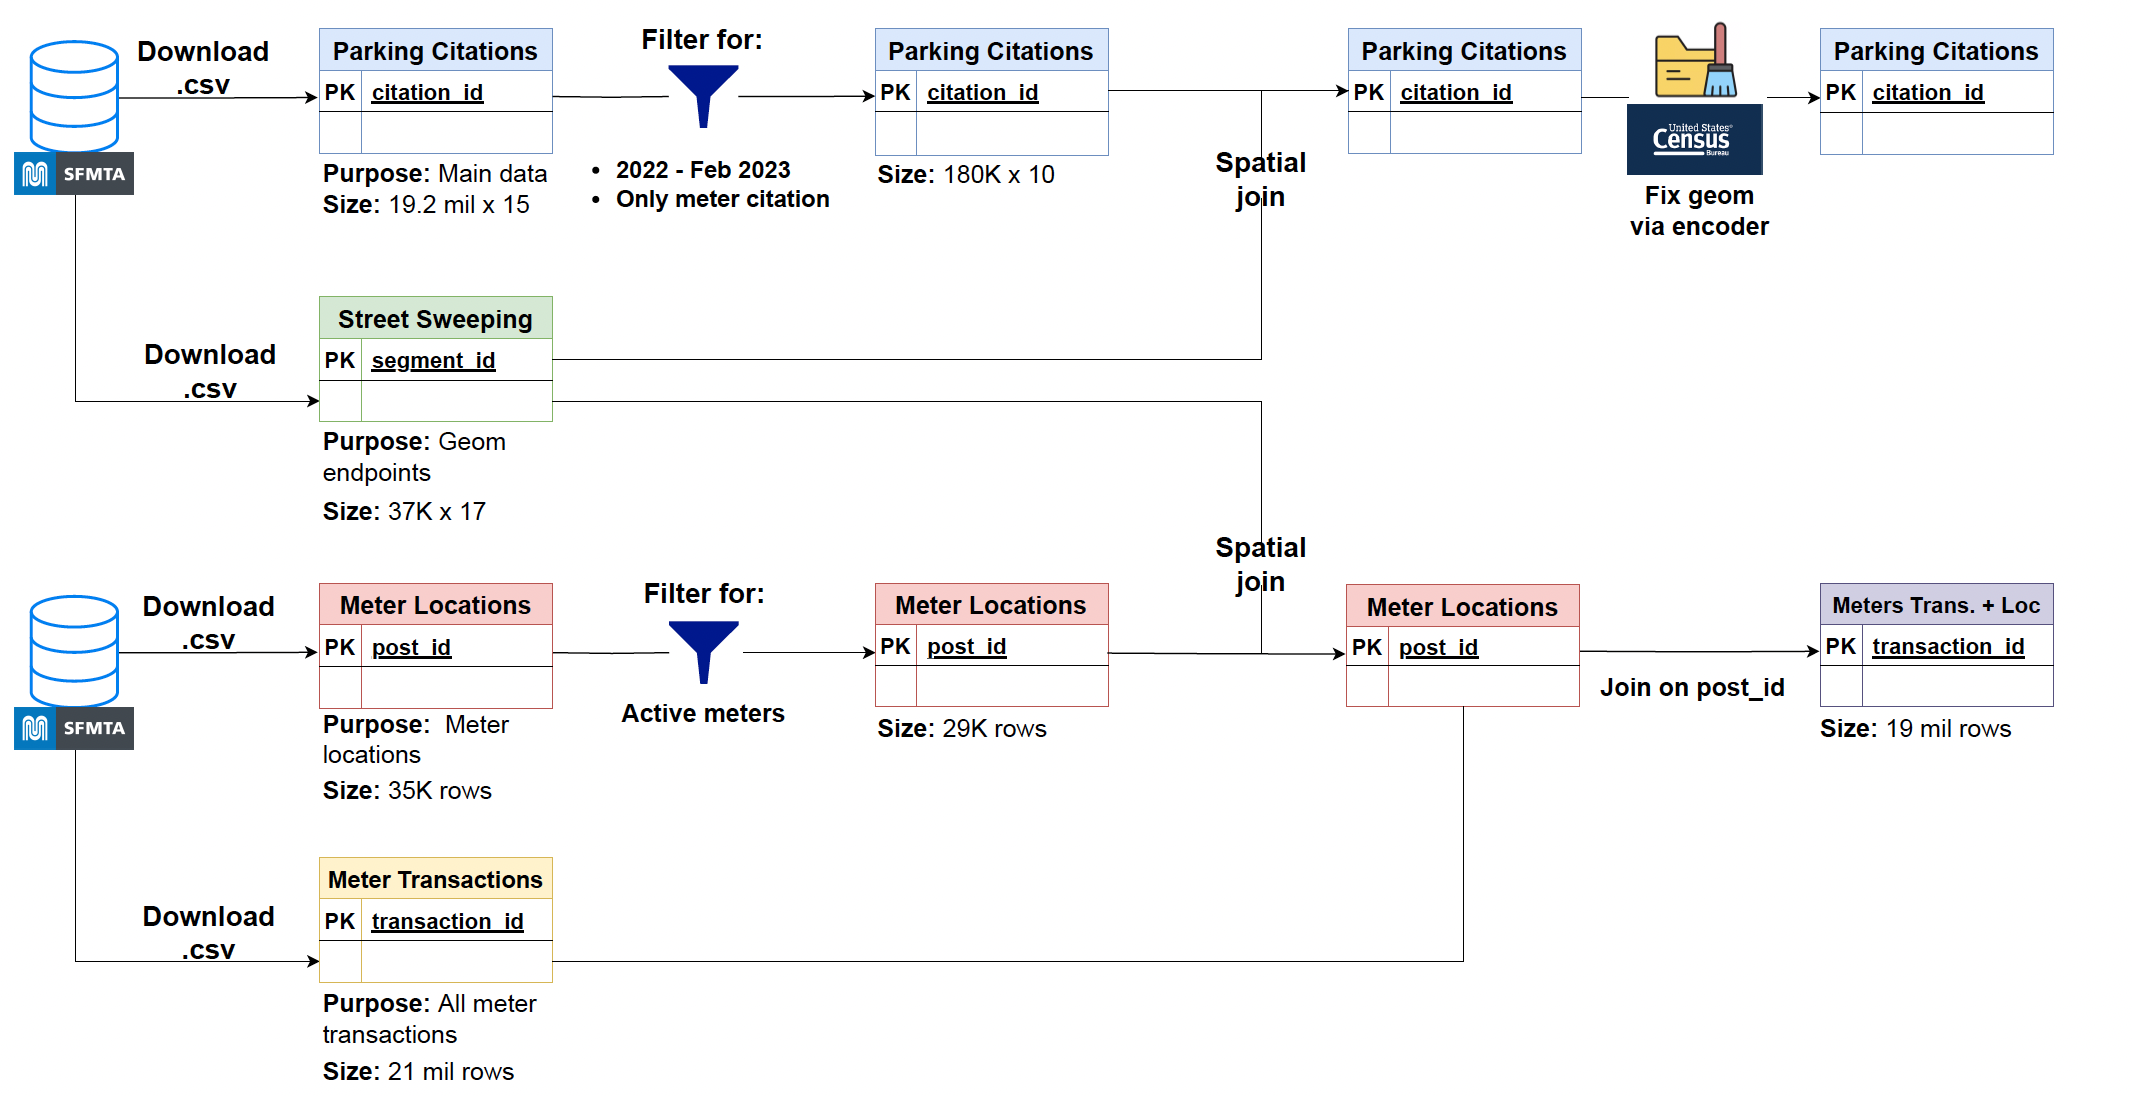 Download
.csv
SFMTA
Parking Citations
PK citation_id
Purpose: Main data
Size: 19.2 mil x 15
Filter for:
• 2022 - Feb 2023
• Only meter citation
Parking Citations
PK citation_id
Size: 180K x 10
Spatial
join
Parking Citations
PK citation_id
United States®
Census
Bureau
Fix geom
via encoder
Parking Citations
PK citation_id
Download
.csv
Street Sweeping
PK segment_id
Purpose: Geom
endpoints
Size: 37K x 17
Spatial
join
Download
.csv
SFMTA
Meter Locations
PK post_id
Purpose: Meter
locations
Size: 35K rows
Filter for:
Active meters
Meter Locations
PK post_id
Size: 29K rows
Meter Locations
PK post_id
Join on post_id
Meters Trans. + Loc
PK transaction_id
Size: 19 mil rows
Download
.csv
Meter Transactions
PK transaction_id
Purpose: All meter
transactions
Size: 21 mil rows